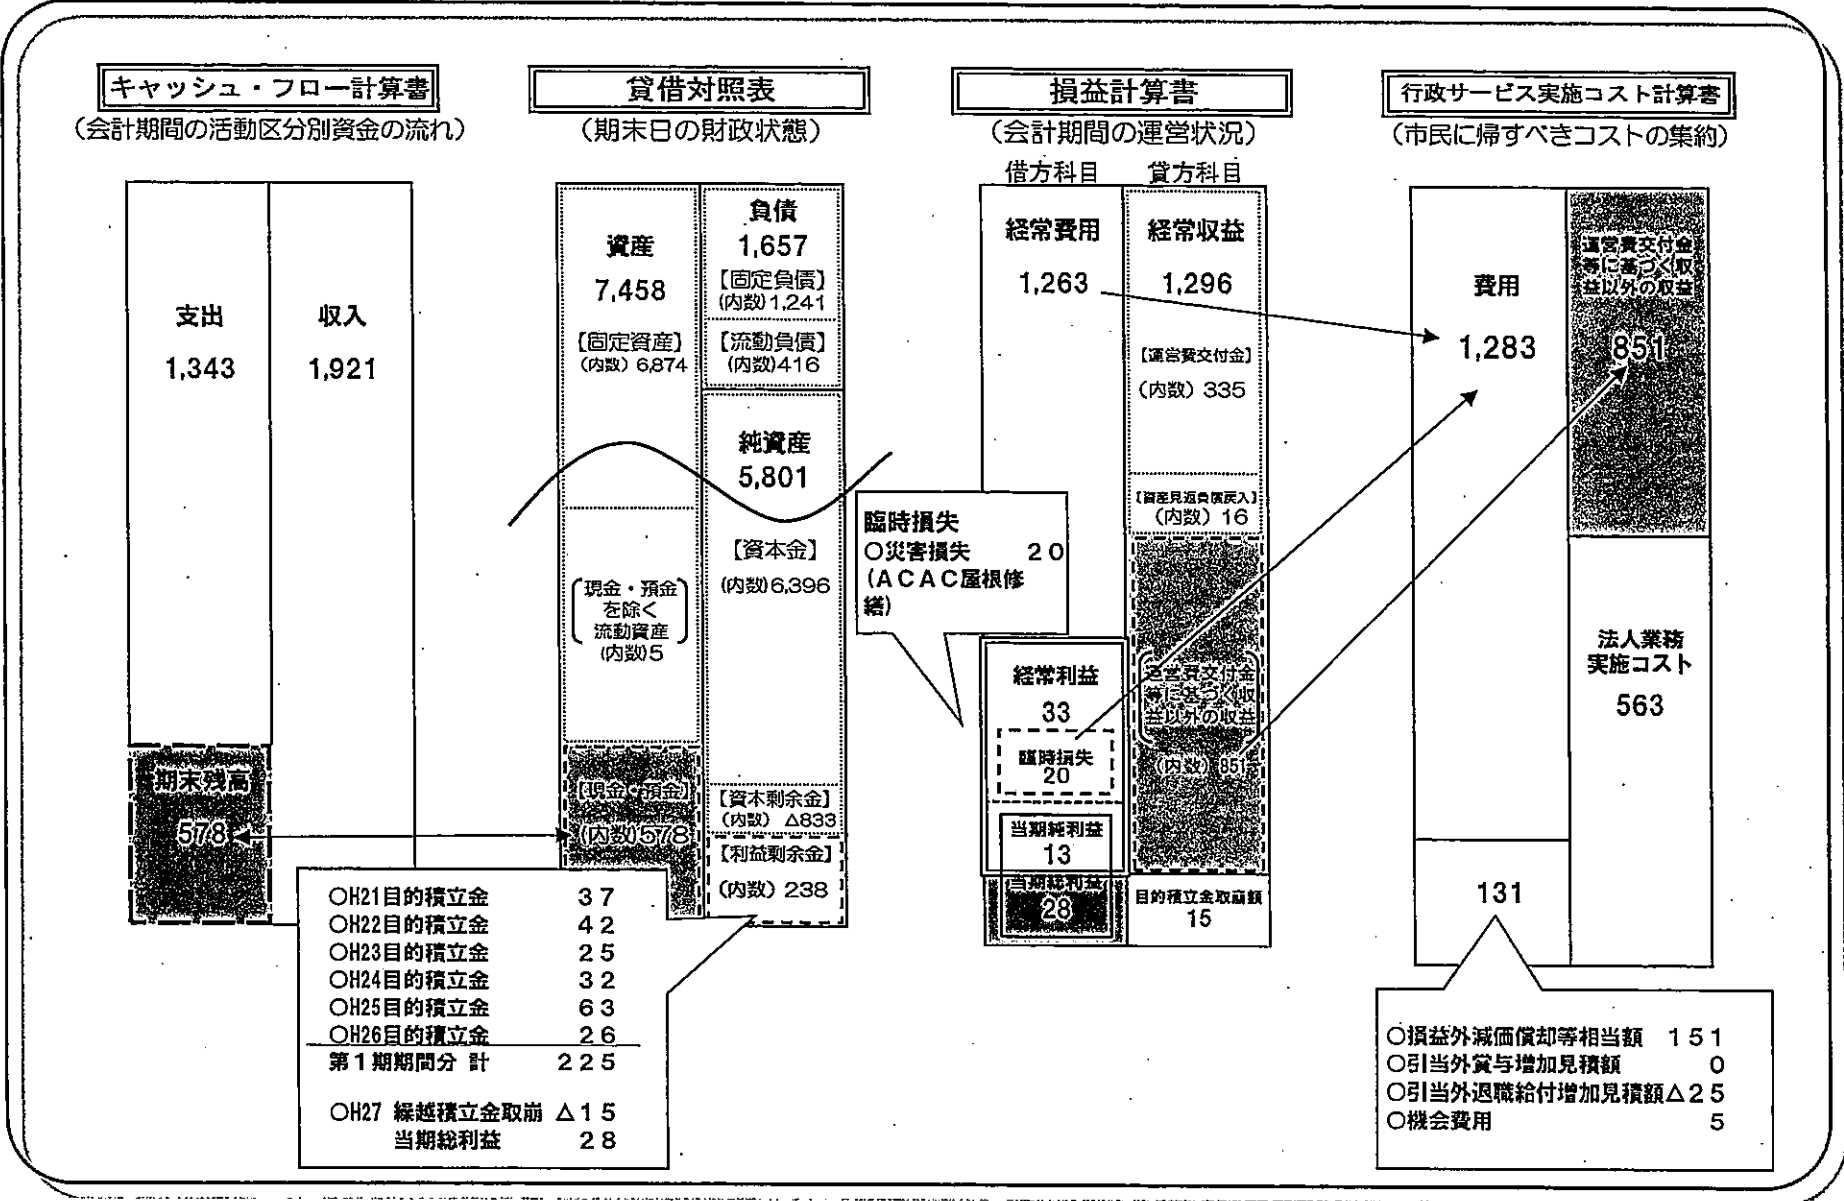 キャッシュ・フロー計算書
（会計期間の活動区分別資金の流れ）
支出
1,343
収入
1,921
期末残高
578
貸借対照表
（期末日の財政状態）
資産
7,458
【固定資産】
（内数）6,874
現金・預金
を除く
流動資産
（内数）5
【現金・預金】
（内数）578
負債
1,657
【固定負債】
（内数）1,241
【流動負債】
（内数）416
純資産
5,801
【資本金】
（内数）6,396
【資本剰余金】
（内数）△833
【利益剰余金】
（内数）238
○H21目的積立金 37
○H22目的積立金 42
○H23目的積立金 25
○H24目的積立金 32
○H25目的積立金 63
○H26目的積立金 26
第1期期間分 計 225
○H27 繰越積立金取崩 △15
当期総利益 28
損益計算書
（会計期間の運営状況）
借方科目
貸方科目
経常費用
1,263
経常収益
1,296
【運営費交付金】
（内数）335
【資産見返負債戻入】
（内数）16
臨時損失
○災害損失 20
（ACAC屋根修
繕）
経常利益
33
臨時損失
20
当期純利益
13
当期総利益
28
運営費交付金
等に基づく収
益以外の収益
（内数）851
目的積立金取崩額
15
行政サービス実施コスト計算書
（市民に帰すべきコストの集約）
費用
1,283
運営費交付金
等に基づく収
益以外の収益
851
法人業務
実施コスト
563
131
○損益外減価償却等相当額 151
○引当外賞与増加見積額 0
○引当外退職給付増加見積額△25
○機会費用 5